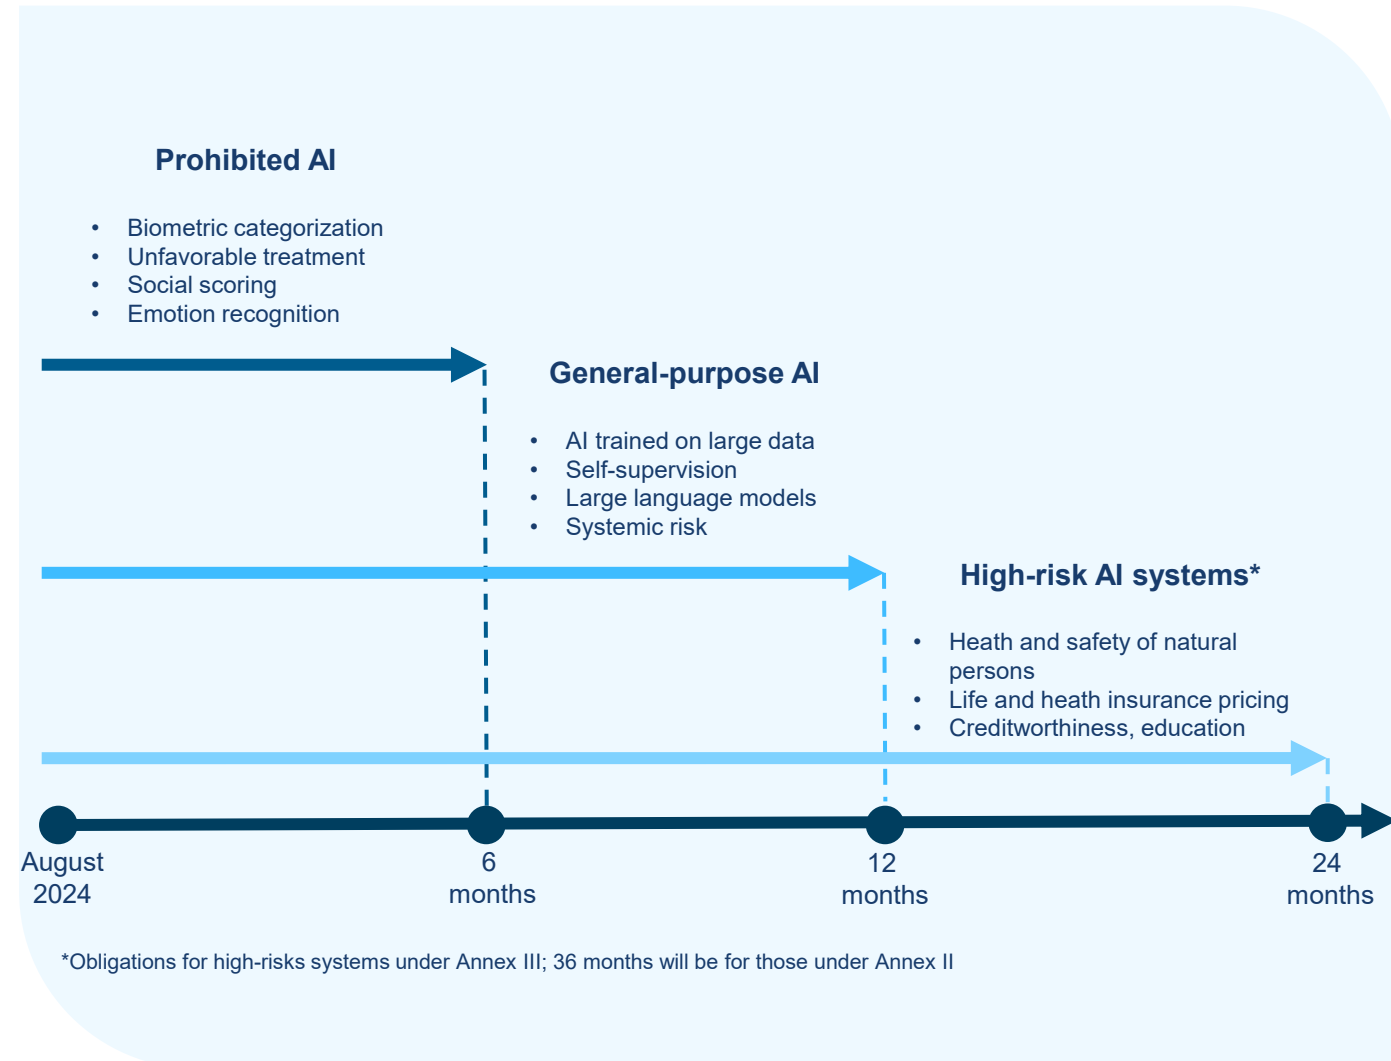 Prohibited AI
• Biometric categorization
• Unfavorable treatment
• Social scoring
• Emotion recognition
General-purpose AI
• AI trained on large data
• Self-supervision
• Large language models
• Systemic risk
High-risk AI systems*
• Heath and safety of natural
persons
• Life and heath insurance pricing
• Creditworthiness, education
August
2024
6
months
12
months
24
months
*Obligations for high-risks systems under Annex III; 36 months will be for those under Annex II